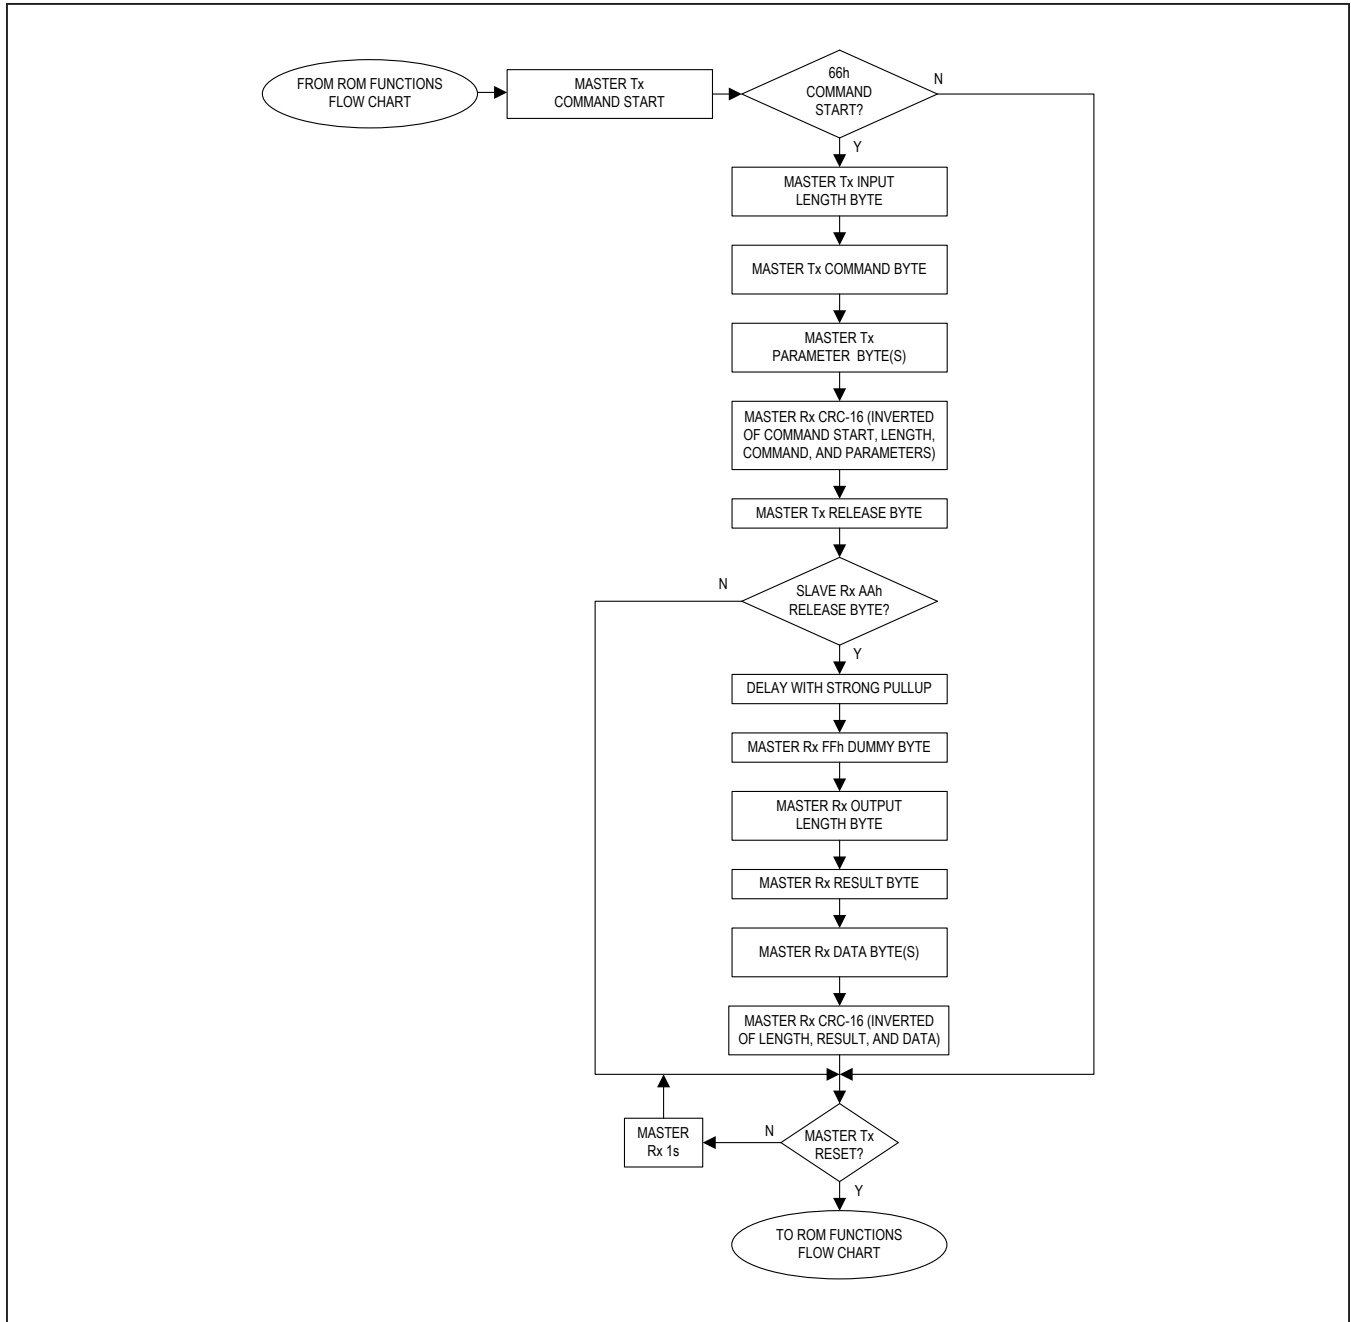 FROM ROM FUNCTIONS
FLOW CHART
MASTER Tx
COMMAND START
66h
COMMAND
START?
N
Y
MASTER Tx INPUT
LENGTH BYTE
MASTER Tx COMMAND BYTE
MASTER Tx
PARAMETER BYTE(S)
MASTER Rx CRC-16 (INVERTED
OF COMMAND START, LENGTH,
COMMAND, AND PARAMETERS)
MASTER Tx RELEASE BYTE
SLAVE Rx AAh
RELEASE BYTE?
N
Y
DELAY WITH STRONG PULLUP
MASTER Rx FFh DUMMY BYTE
MASTER Rx OUTPUT
LENGTH BYTE
MASTER Rx RESULT BYTE
MASTER Rx DATA BYTE(S)
MASTER Rx CRC-16 (INVERTED
OF LENGTH, RESULT, AND DATA)
MASTER Tx
RESET?
N
MASTER
Rx 1s
Y
TO ROM FUNCTIONS
FLOW CHART